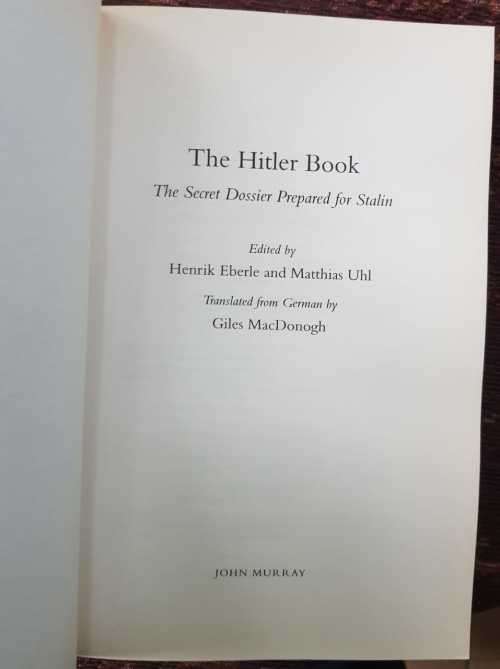 The Hitler Book
The Secret Dossier Prepared for Stalin
Edited by
Henrik Eberle and Matthias Uhl
Translated from German by
Giles MacDonogh
JOHN MURRAY